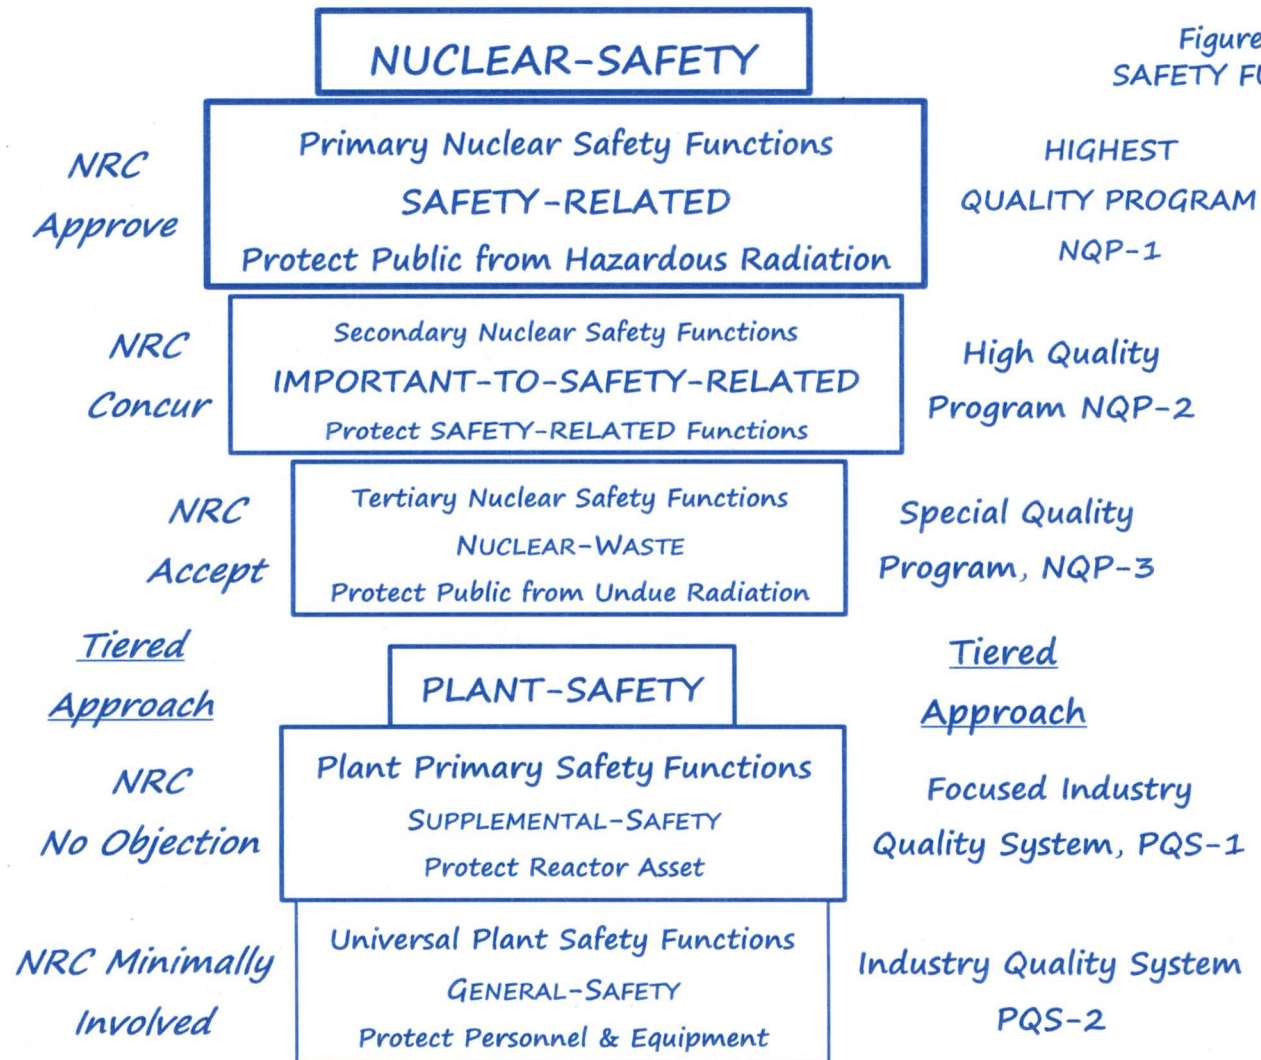 Figure
SAFETY
NUCLEAR-SAFETY
NRC
Approve
Primary Nuclear Safety Functions
SAFETY-RELATED
Protect Public from Hazardous Radiation
HIGHEST
QUALITY PROGRAM
NQP-1
NRC
Concur
Secondary Nuclear Safety Functions
IMPORTANT-TO-SAFETY-RELATED
Protect SAFETY-RELATED Functions
High Quality
Program NQP-2
NRC
Accept
Tertiary Nuclear Safety Functions
NUCLEAR-WASTE
Protect Public from Undue Radiation
Special Quality
Program, NQP-3
Tiered
Approach
PLANT-SAFETY
Tiered
Approach
NRC
No Objection
Plant Primary Safety Functions
SUPPLEMENTAL-SAFETY
Protect Reactor Asset
Focused Industry
Quality System, PQS-1
NRC Minimally
Involved
Universal Plant Safety Functions
GENERAL-SAFETY
Protect Personnel & Equipment
Industry Quality System
PQS-2